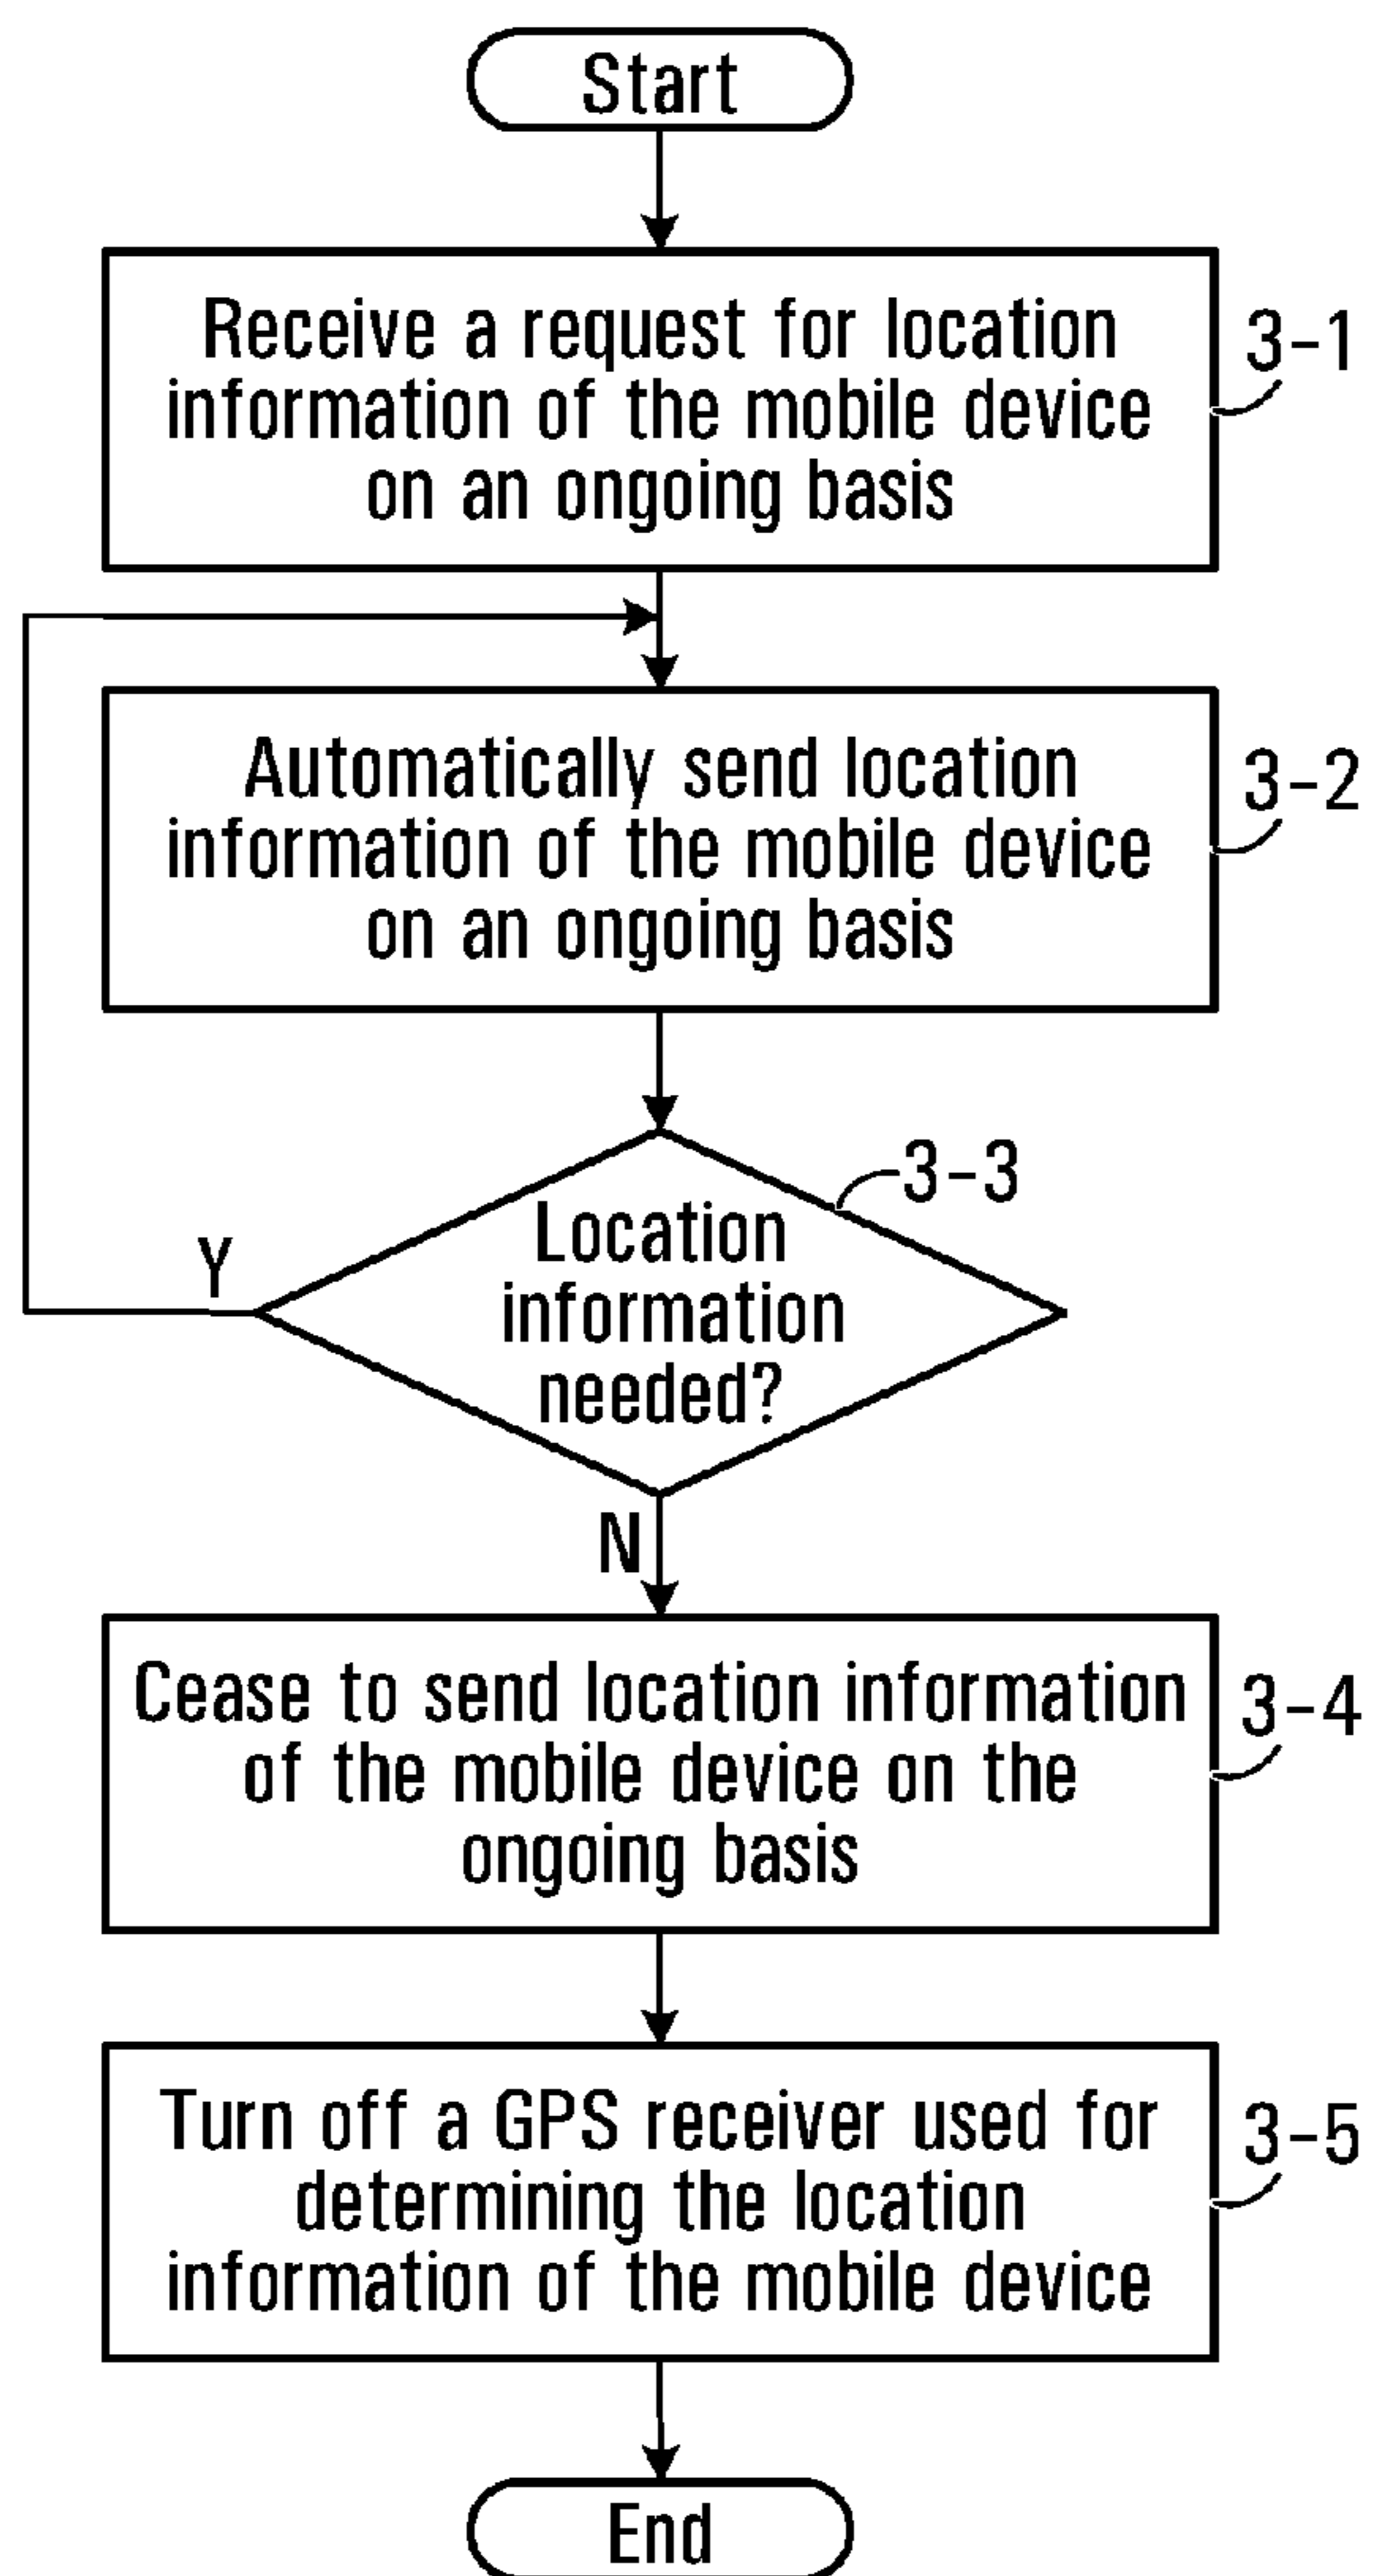 Start
Receive a request for location
information of the mobile device
on an ongoing basis
3-1
Automatically send location
information of the mobile device
on an ongoing basis
3-2
3-3
Location
information
needed?
Y
N
Cease to send location information
of the mobile device on the
ongoing basis
3-4
Turn off a GPS receiver used for
determining the location
information of the mobile device
3-5
End